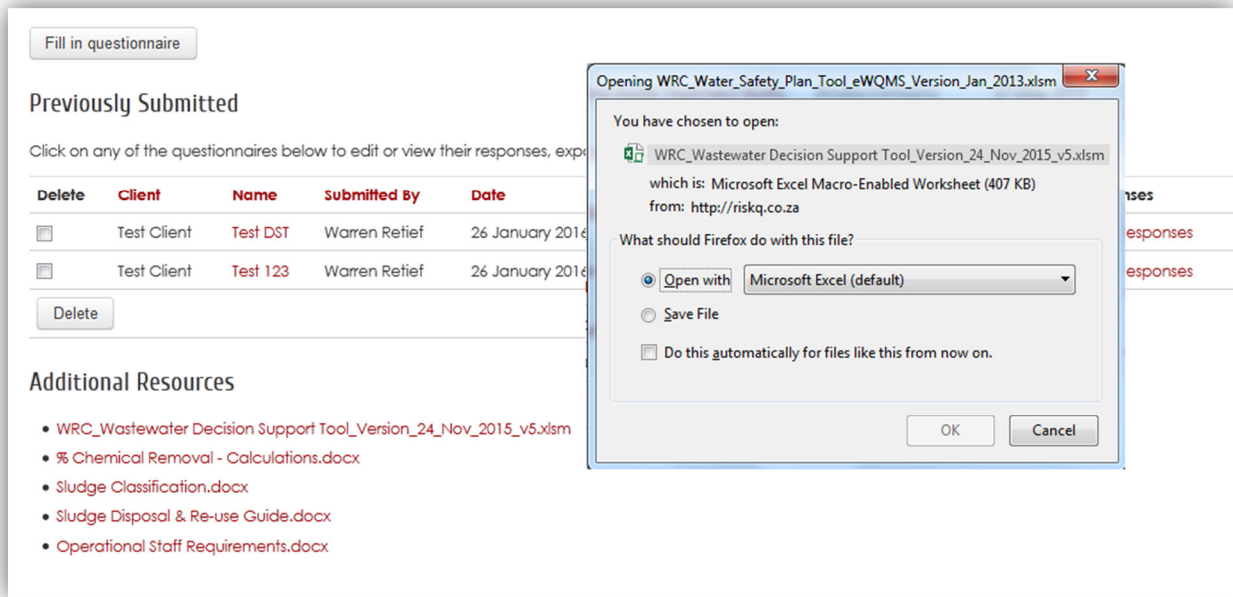 Fill in questionnaire
Previously Submitted
Click on any of the questionnaires below to edit or view their responses,
Delete Client Name Submitted By Date
Test Client Test DST Warren Retief 26 January 2016 esponses
Test Client Test 123 Warren Retief 26 January 2016 esponses
Delete
Additional Resources
• WRC_Wastewater Decision Support Tool_Version_24_Nov_2015_v5.xlsm
• % Chemical Removal - Calculations.docx
• Sludge Classification.docx
• Sludge Disposal & Re-use Guide.docx
• Operational Staff Requirements.docx
Opening WRC_Water_Safety_Plan_Tool_eWQMS_Version_Jan_2013.xlsm
You have chosen to open:
WRC_Wastewater Decision Support Tool_Version_24_Nov_2015_v5.xlsm
which is: Microsoft Excel Macro-Enabled Worksheet (407 KB)
from: http://riskq.co.za
What should Firefox do with this file?
Open with Microsoft Excel (default)
Save File
Do this automatically for files like this from now on.
OK Cancel